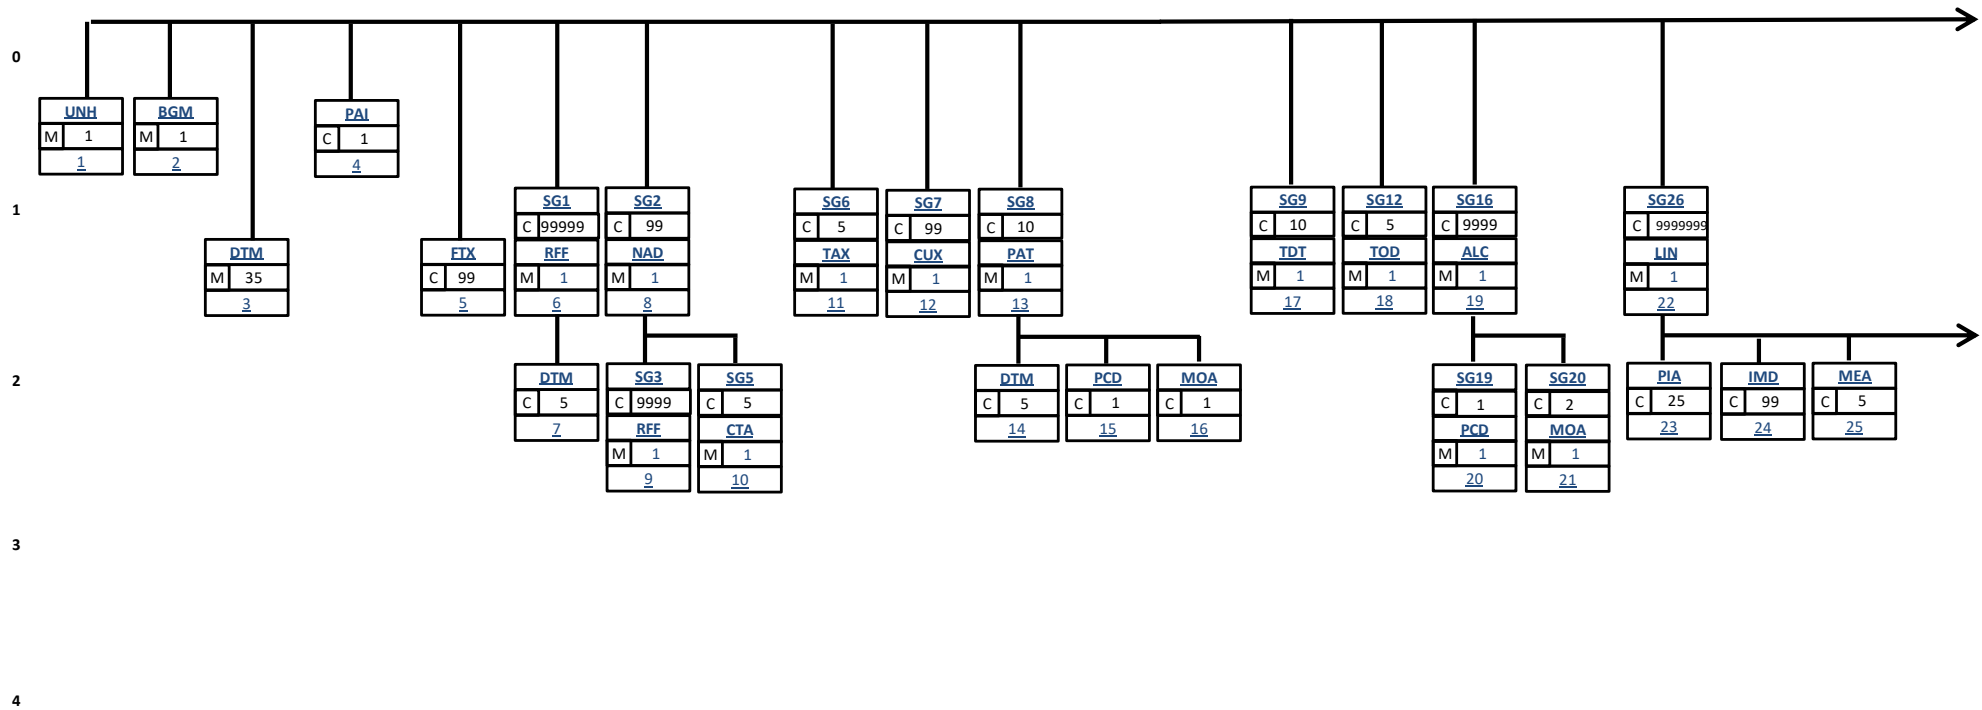 0
UNH
M 1
1
BGM
M 1
2
PAI
C 1
4
1
DTM
M 35
3
FTX
C 99
5
SG1
C 99999
RFF
M 1
6
SG2
C 99
NAD
M 1
8
SG6
C 5
TAX
M 1
11
SG7
C 99
CUX
M 1
12
SG8
C 10
PAT
M 1
13
SG9
C 10
TDT
M 1
17
SG12
C 5
TOD
M 1
18
SG16
C 9999
ALC
M 1
19
SG26
C 9999999
LIN
M 1
22
2
DTM
C 5
7
SG3
C 9999
RFF
M 1
9
SG5
C 5
CTA
M 1
10
DTM
C 5
14
PCD
C 1
15
MOA
C 1
16
SG19
C 1
PCD
M 1
20
SG20
C 2
MOA
M 1
21
PIA
C 25
23
IMD
C 99
24
MEA
C 5
25
3
4